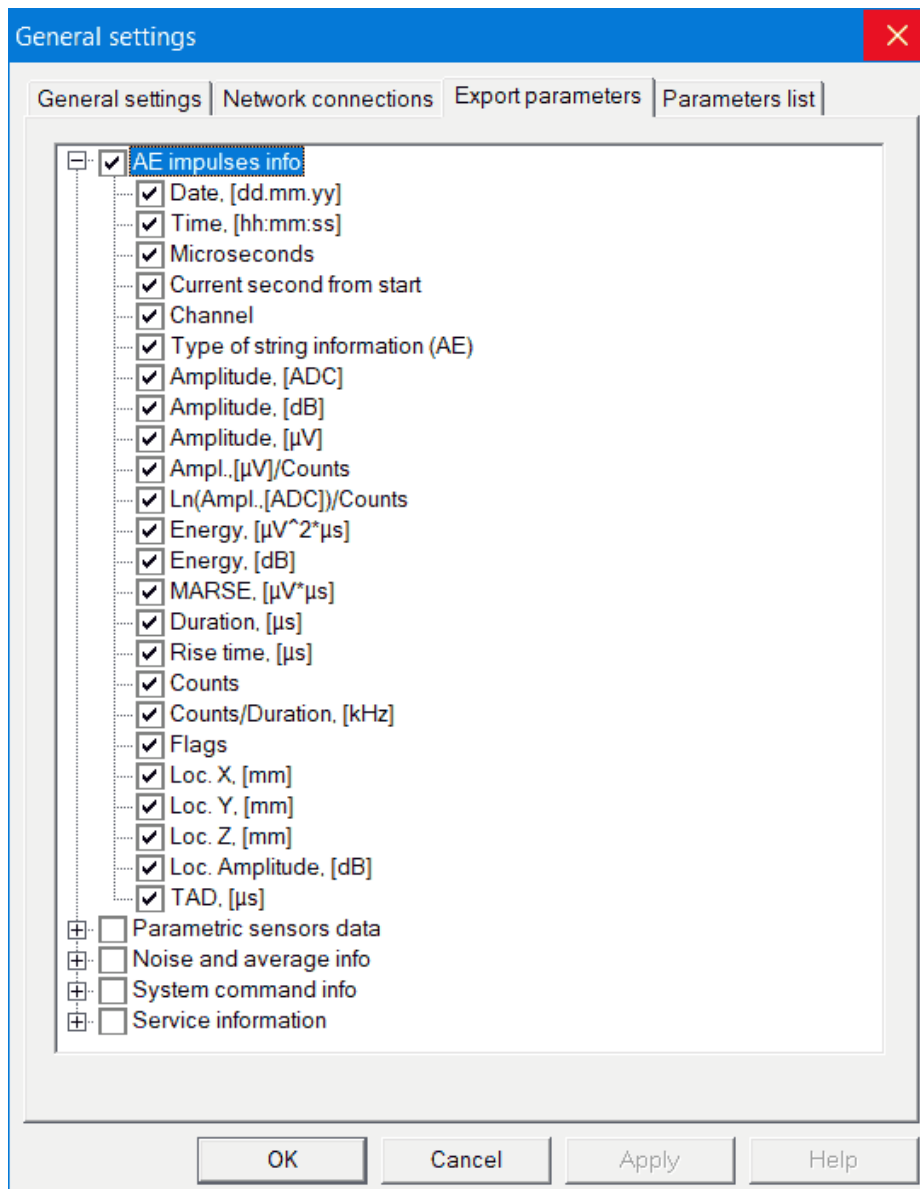 General settings
General settings Network connections Export parameters Parameters list
AE impulses info
Date, [dd.mm.yy]
Time, [hh:mm:ss]
Microseconds
Current second from start
Channel
Type of string information (AE)
Amplitude, [ADC]
Amplitude, [dB]
Amplitude, [µV]
Ampl.,[µV]/Counts
Ln(Ampl.,[ADC])/Counts
Energy, [µV^2*µs]
Energy, [dB]
MARSE, [µV*µs]
Duration, [µs]
Rise time, [µs]
Counts
Counts/Duration, [kHz]
Flags
Loc. X, [mm]
Loc. Y, [mm]
Loc. Z, [mm]
Loc. Amplitude, [dB]
TAD, [µs]
Parametric sensors data
Noise and average info
System command info
Service information
OK Cancel Apply Help